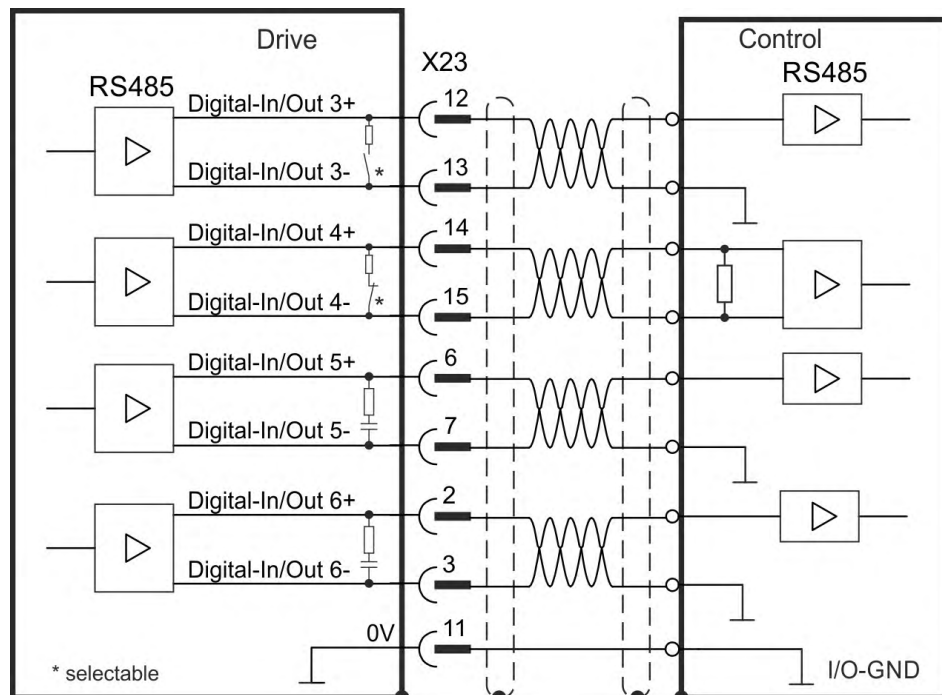 Drive
Control
X23
RS485
RS485
Digital-In/Out 3+
12
Digital-In/Out 3-
*
13
Digital-In/Out 4+
14
Digital-In/Out 4-
*
15
Digital-In/Out 5+
6
Digital-In/Out 5-
7
Digital-In/Out 6+
2
Digital-In/Out 6-
3
0V
11
* selectable
I/O-GND